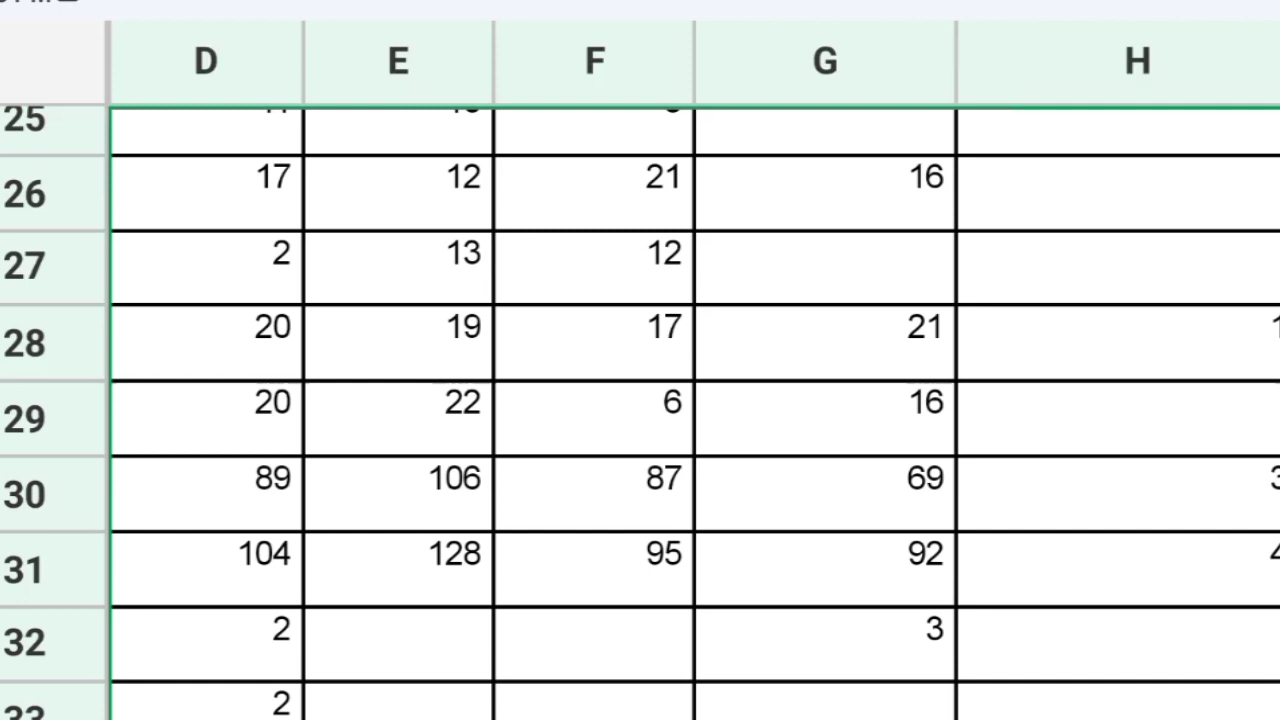 D E F G H
25
26 17 12 21 16
27 2 13 12
28 20 19 17 21
29 20 22 6 16
30 89 106 87 69
31 104 128 95 92
32 2 3
33 2